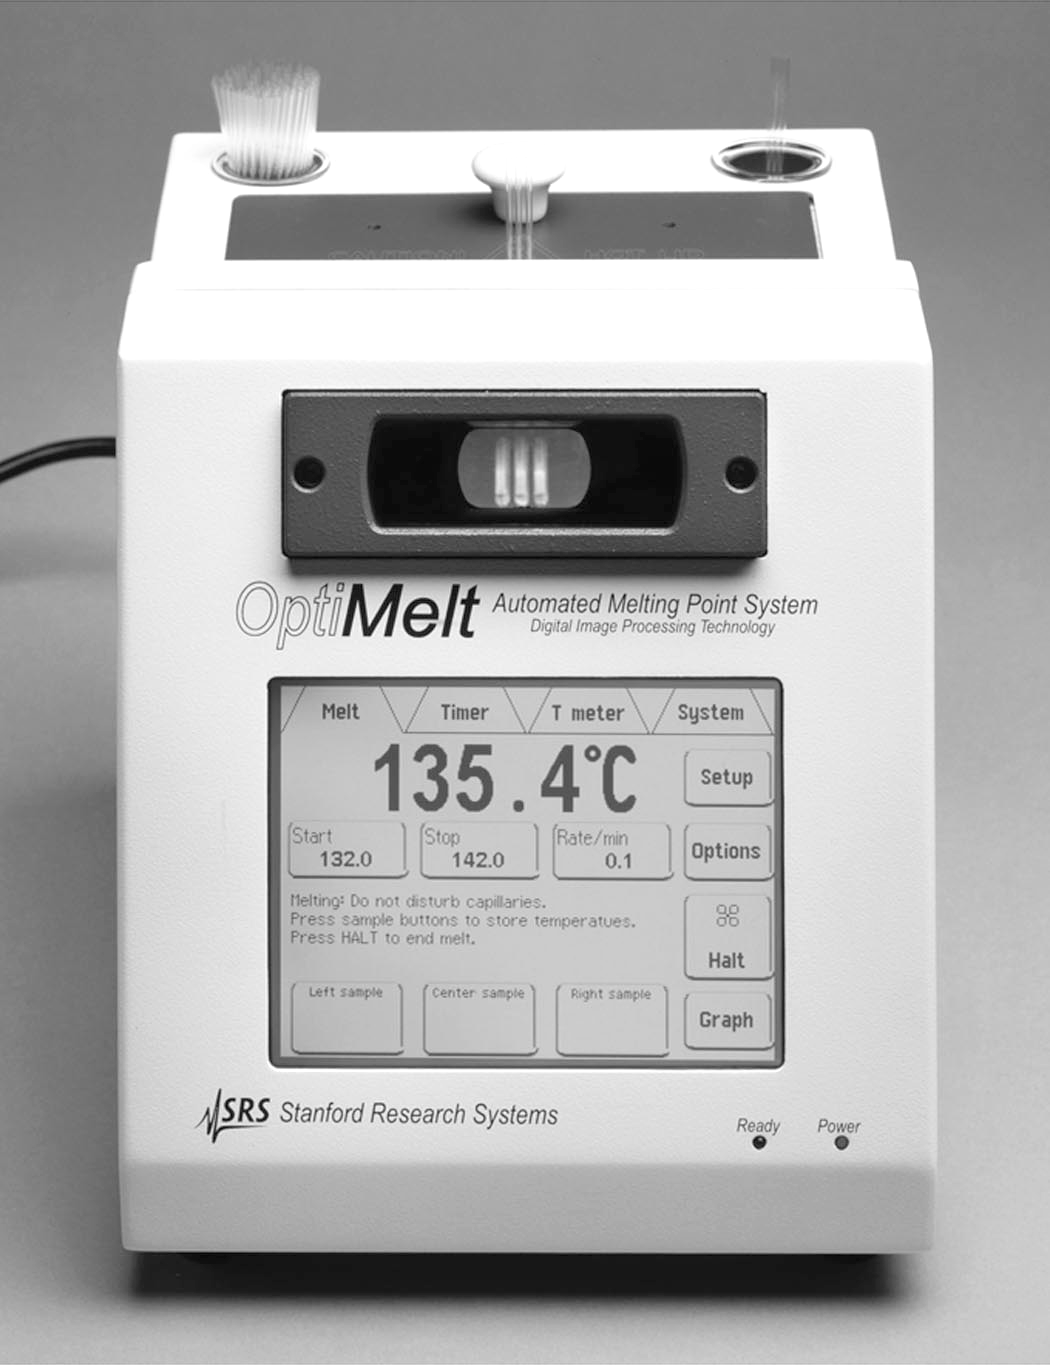 OptiMelt Automated Melting Point System
Digital Image Processing Technology
Melt Timer T meter System
135.4°C
Setup
Start Stop Rate/min
132.0 142.0 0.1
Options
Melting: Do not disturb capillaries.
Press sample buttons to store temperatues.
Press HALT to end melt.
Halt
Left sample Center sample Right sample
Graph
SRS Stanford Research Systems
Ready Power